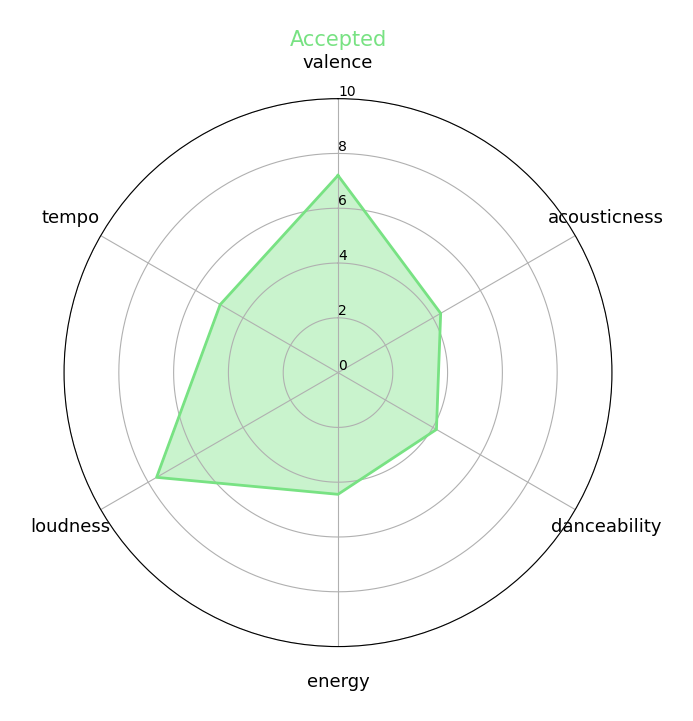 Accepted
valence
10
8
tempo
acousticness
6
4
2
0
loudness
danceability
energy